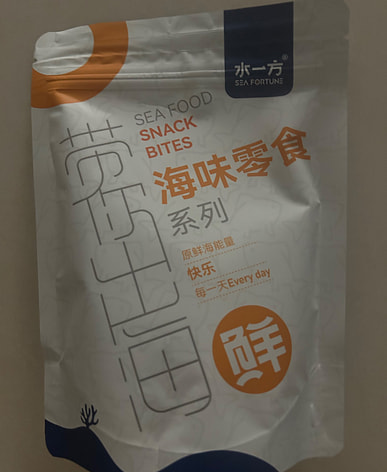 水一方®
SEA FORTUNE
SEA FOOD
SNACK
BITES
带你出海
海味零食
系列
原鲜海能量
快乐
每一天Every day
鲜